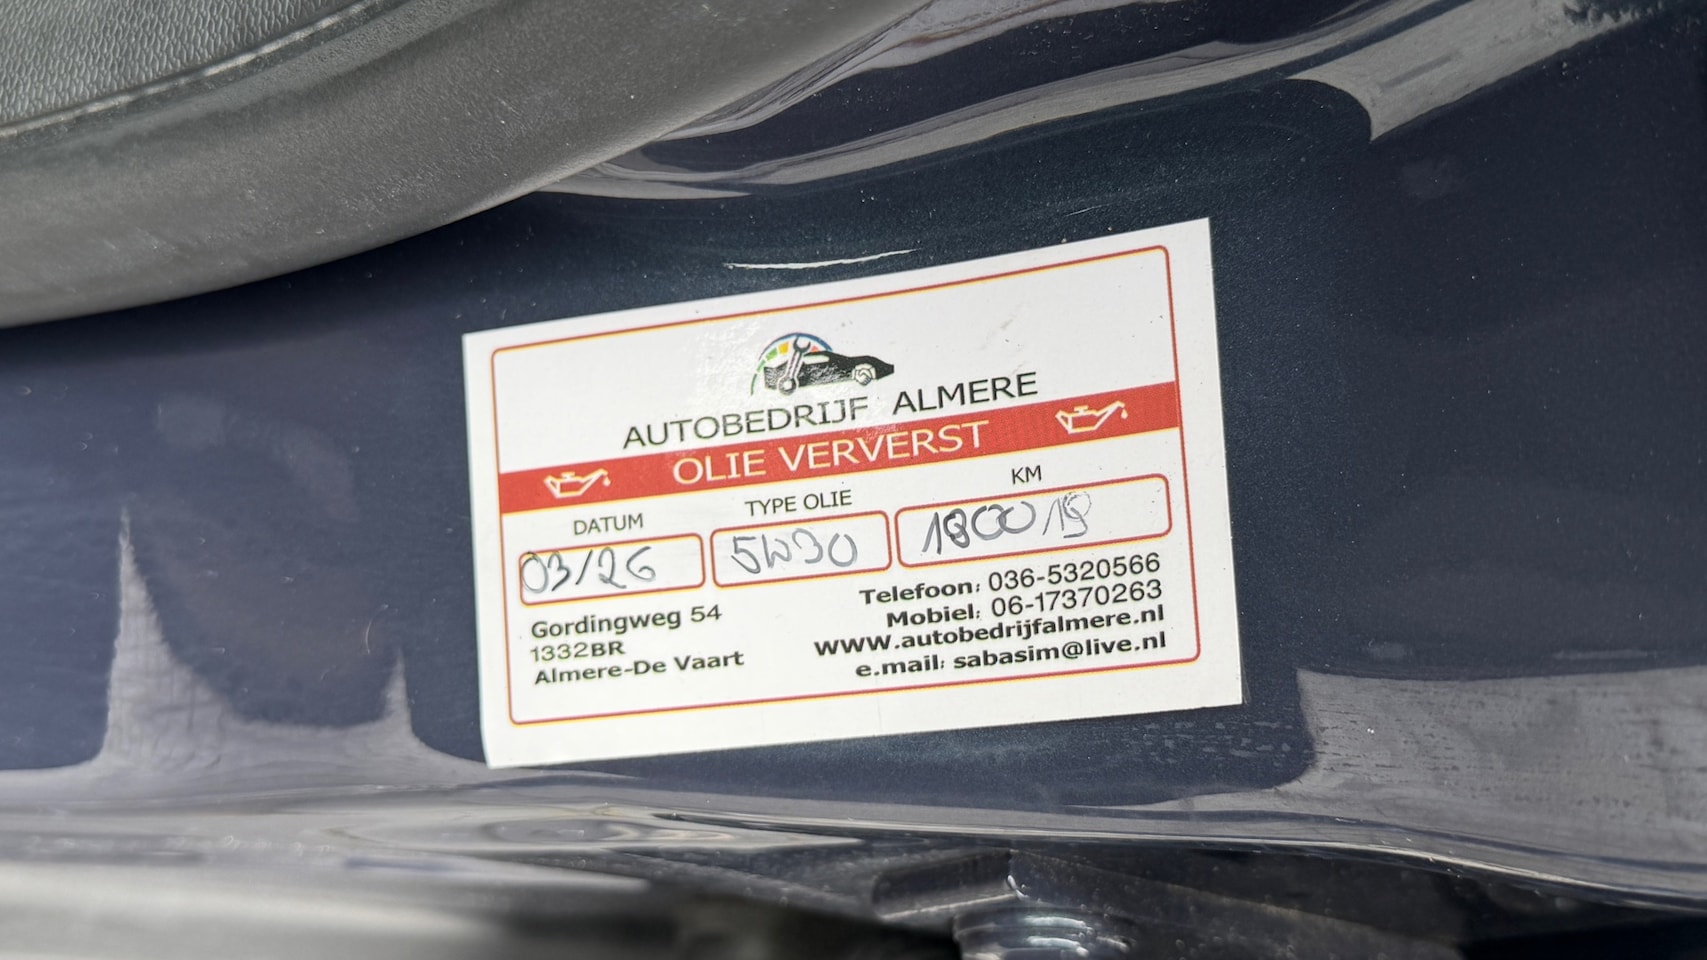 AUTOBEDRIJF ALMERE
OLIE VERVERST
DATUM
TYPE OLIE
KM
03/26
5W30
Gordingweg 54
1332BR
Almere-De Vaart
Telefoon: 036-5320566
Mobiel: 06-17370263
www.autobedrijfalmere.nl
e.mail: sabasim@live.nl